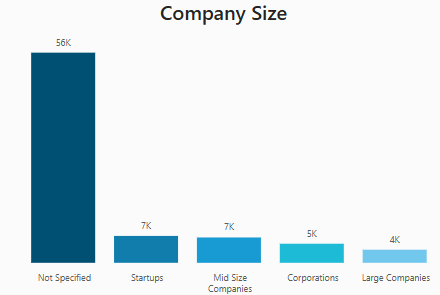 Company Size
56K
7K
7K
5K
4K
Not Specified
Startups
Mid Size
Companies
Corporations
Large Companies